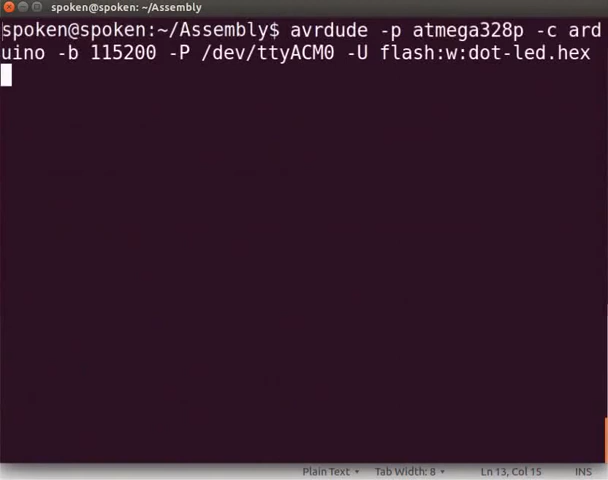 spoken@spoken: ~/Assembly
spoken@spoken:~/Assembly$ avrdude -p atmega328p -c ard
uino -b 115200 -P /dev/ttyACM0 -U flash:w:dot-led.hex
Plain Text Tab Width: 8 Ln 13, Col 15 INS